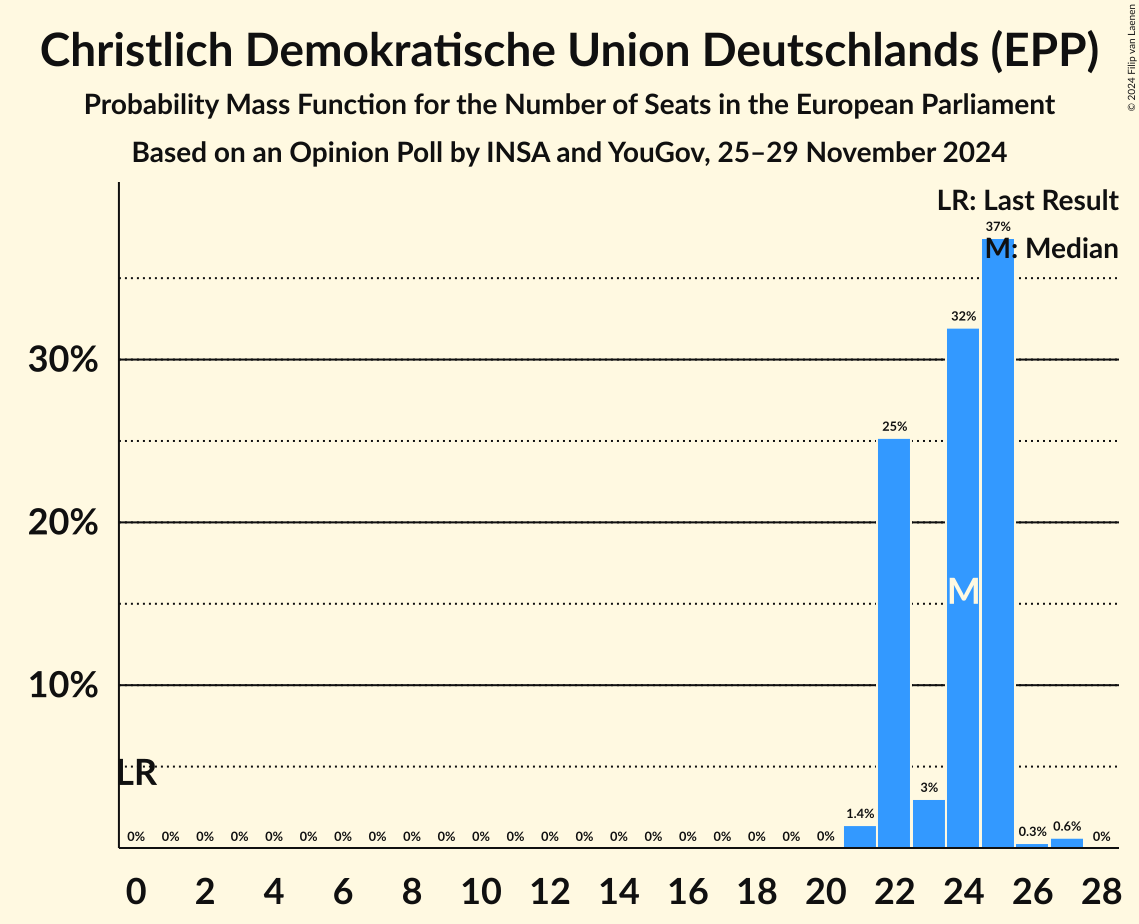 Christlich Demokratische Union Deutschlands (EPP)
Probability Mass Function for the Number of Seats in the European Parliament
Based on an Opinion Poll by INSA and YouGov, 25–29 November 2024
© 2024 Filip van Laenen
LR: Last Result
M: Median
37%
32%
30%
25%
20%
M
10%
LR
0% 0% 0% 0% 0% 0% 0% 0% 0% 0% 0% 0% 0% 0% 0% 0% 0% 0% 0% 0% 0% 1.4% 3% 0.3% 0.6% 0%
0 2 4 6 8 10 12 14 16 18 20 22 24 26 28